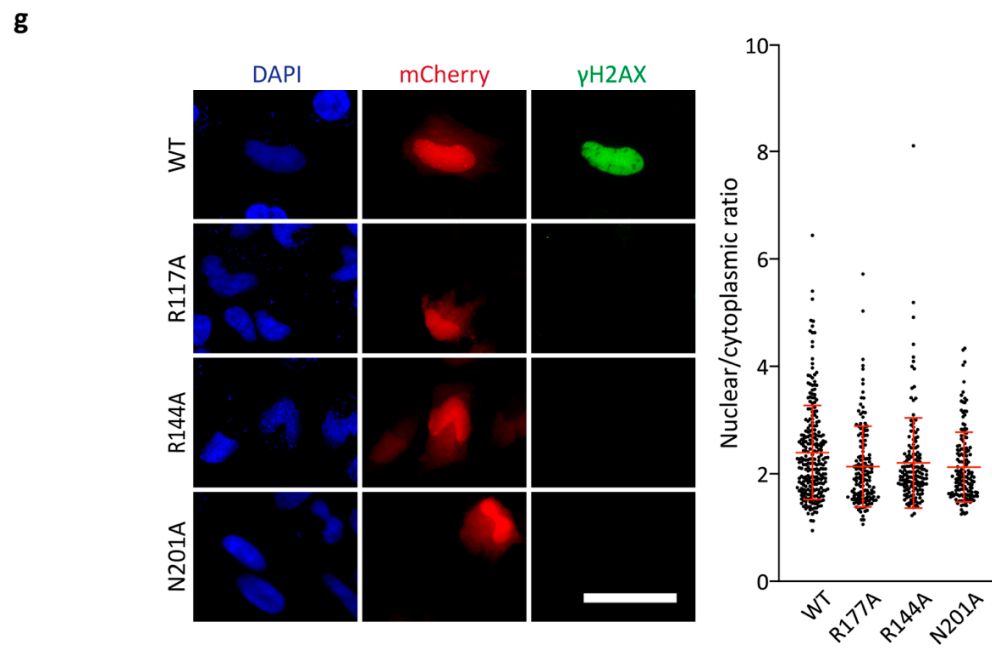 g
DAPI mCherry γH2AX
WT
R117A
R144A
N201A
Nuclear/cytoplasmic ratio
10
8
6
4
2
0
WT R177A R144A N201A